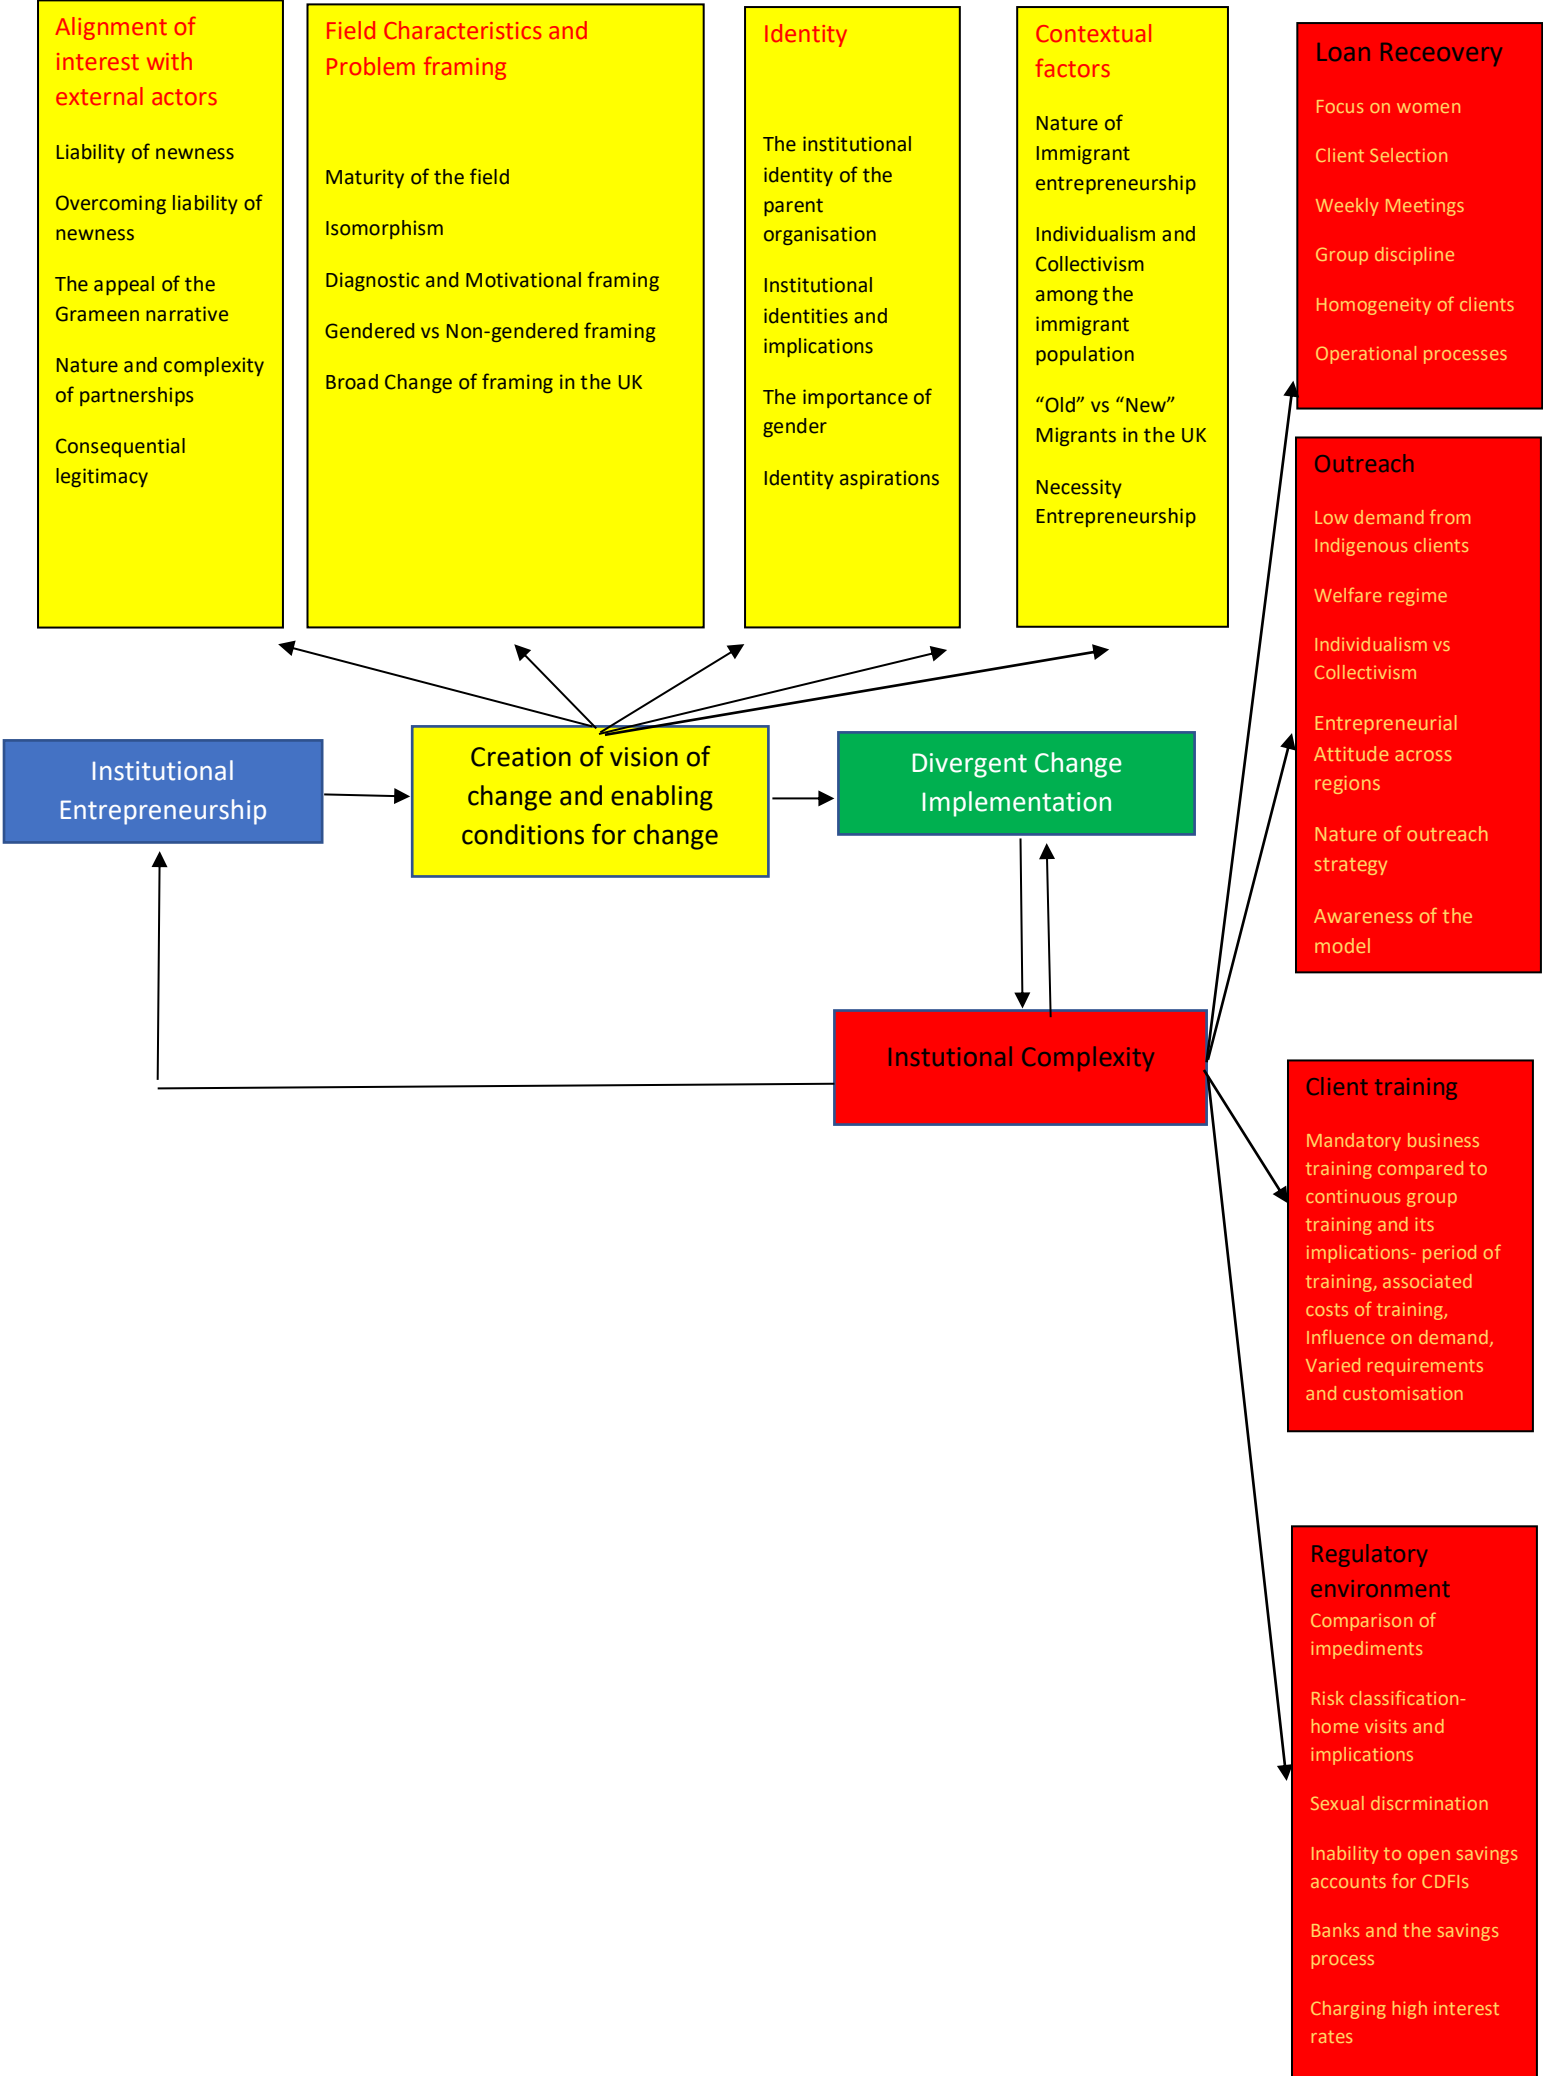 Alignment of
interest with
external actors
Liability of newness
Overcoming liability of
newness
The appeal of the
Grameen narrative
Nature and complexity
of partnerships
Consequential
legitimacy
Field Characteristics and
Problem framing
Maturity of the field
Isomorphism
Diagnostic and Motivational framing
Gendered vs Non-gendered framing
Broad Change of framing in the UK
Identity
The institutional
identity of the
parent
organisation
Institutional
identities and
implications
The importance of
gender
Identity aspirations
Contextual
factors
Nature of
Immigrant
entrepreneurship
Individualism and
Collectivism
among the
immigrant
population
“Old” vs “New”
Migrants in the UK
Necessity
Entrepreneurship
Loan Receovery
Focus on women
Client Selection
Weekly Meetings
Group discipline
Homogeneity of clients
Operational processes
Outreach
Low demand from
Indigenous clients
Welfare regime
Individualism vs
Collectivism
Entrepreneurial
Attitude across
regions
Nature of outreach
strategy
Awareness of the
model
Institutional
Entrepreneurship
Creation of vision of
change and enabling
conditions for change
Divergent Change
Implementation
Instutional Complexity
Client training
Mandatory business
training compared to
continuous group
training and its
implications- period of
training, associated
costs of training,
Influence on demand,
Varied requirements
and customisation
Regulatory
environment
Comparison of
impediments
Risk classification-
home visits and
implications
Sexual discrmination
Inability to open savings
accounts for CDFIs
Banks and the savings
process
Charging high interest
rates